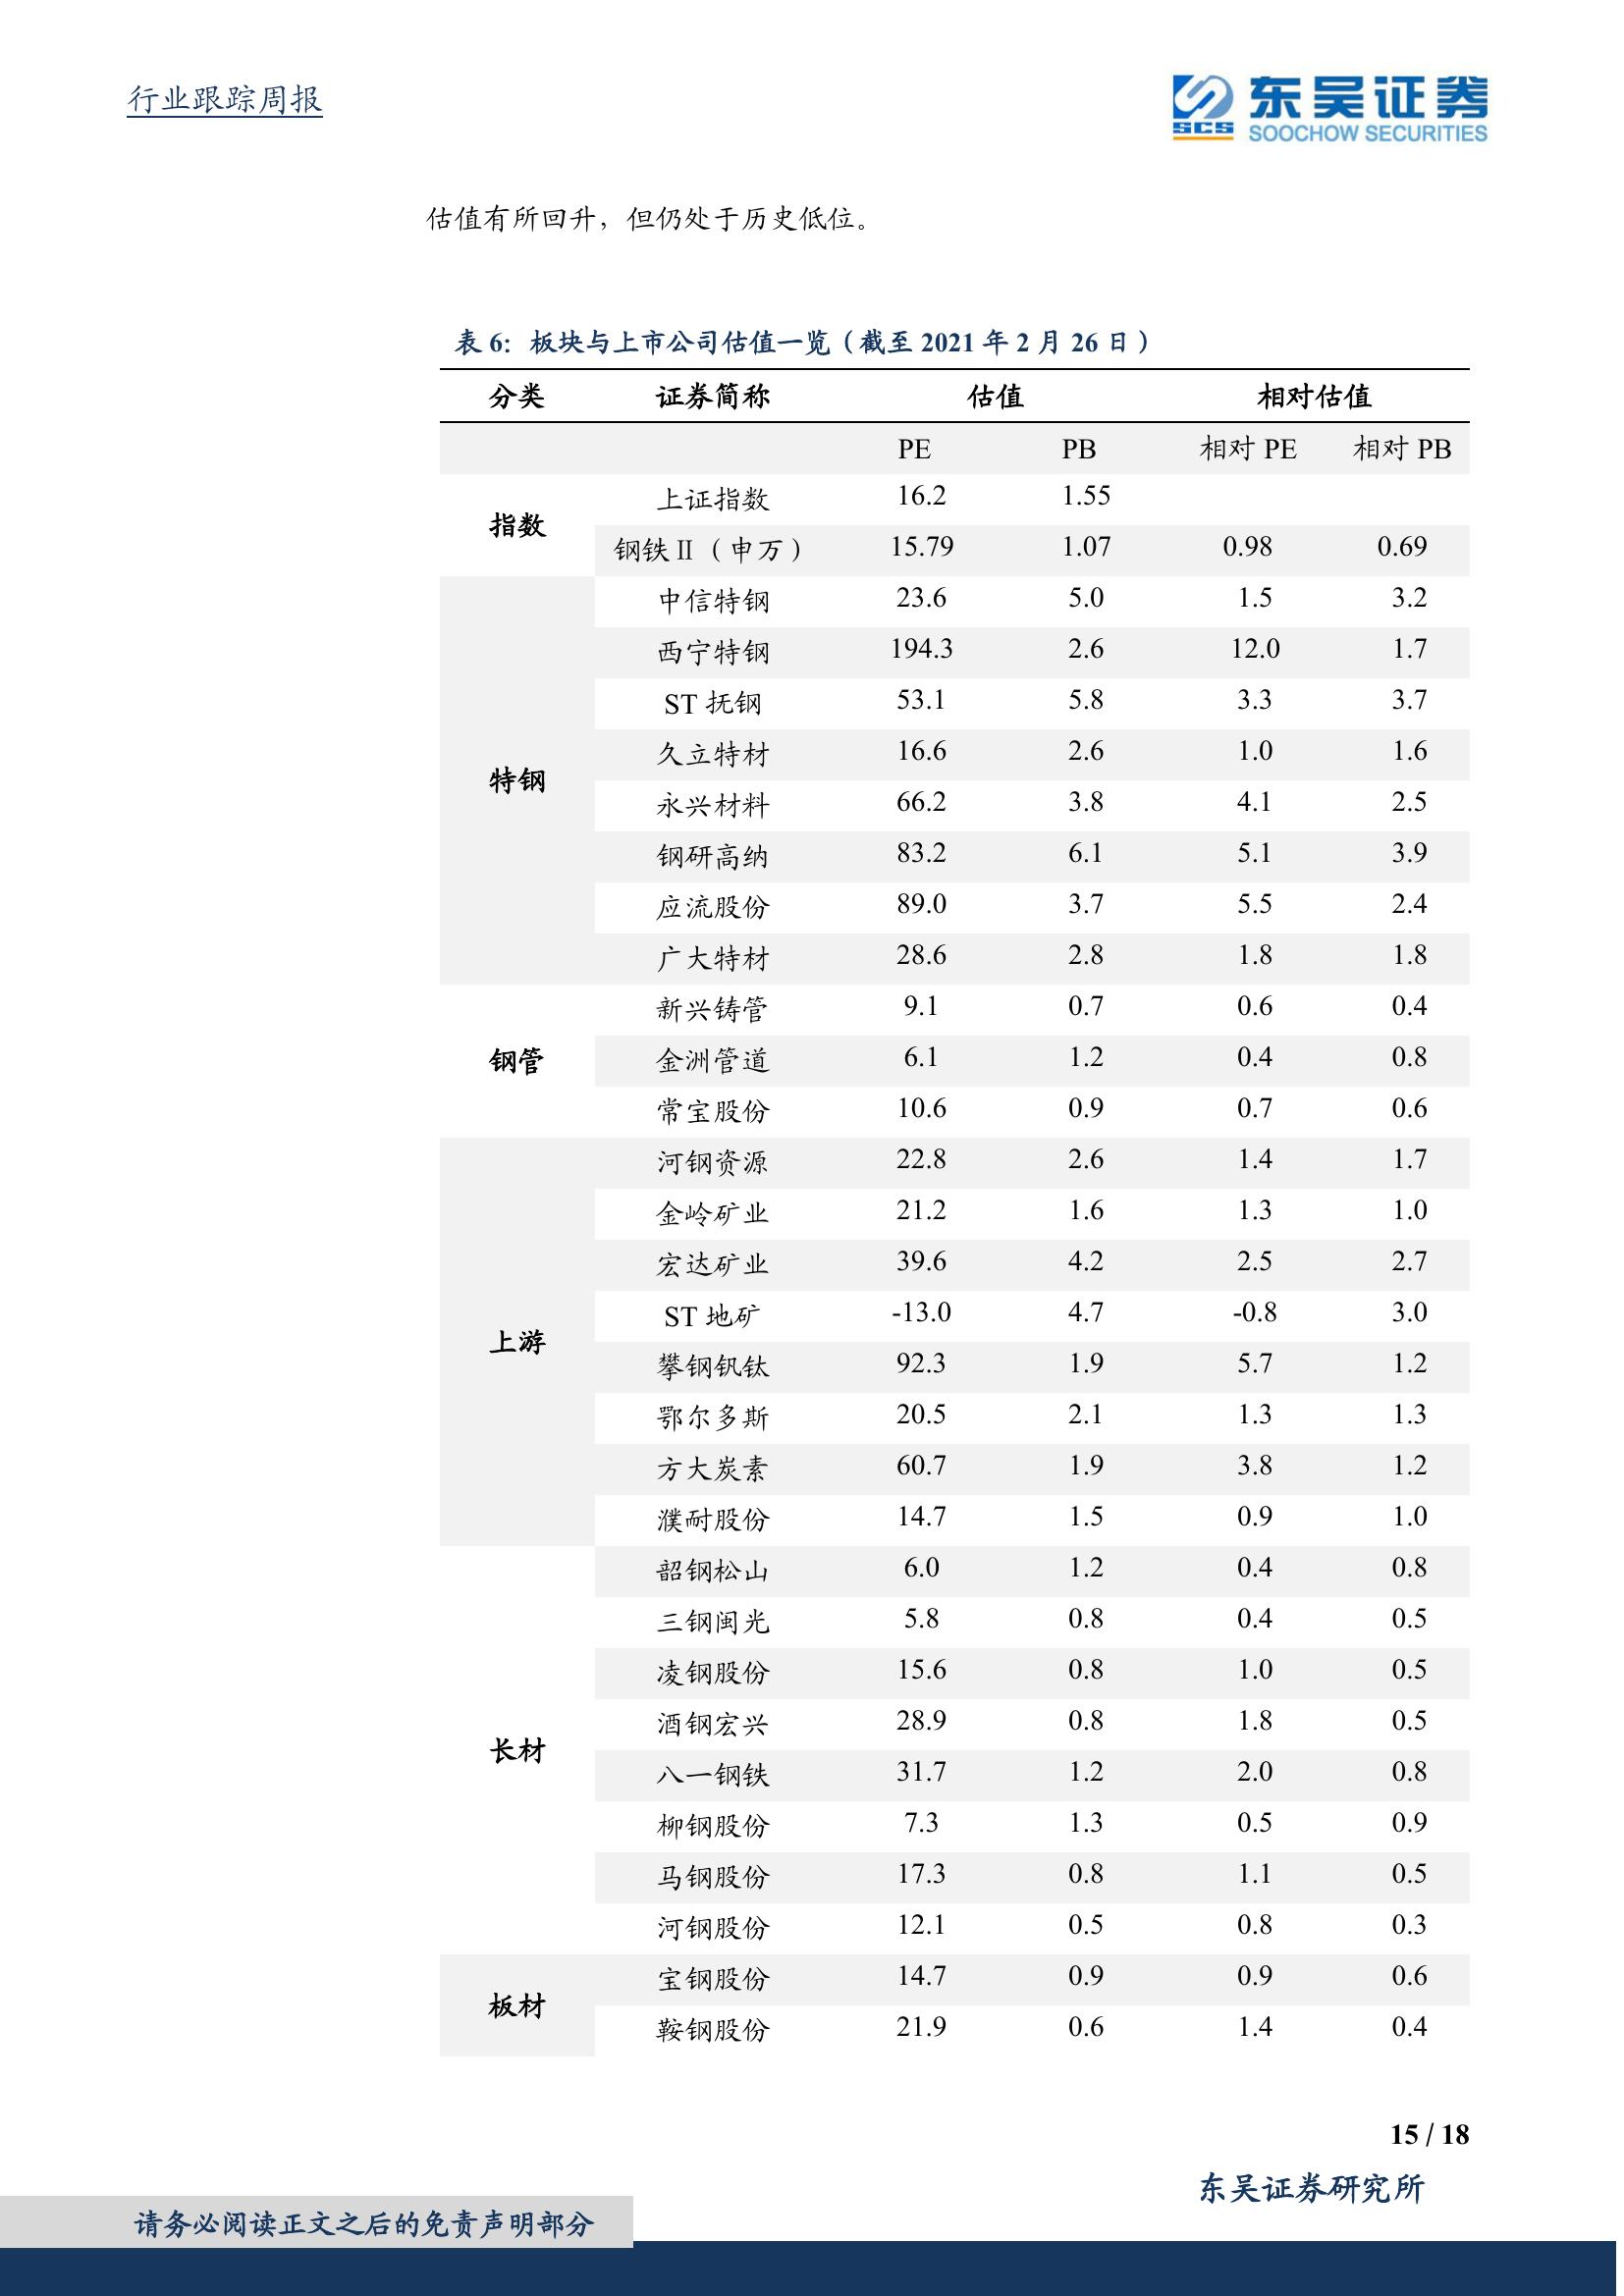 行业跟踪周报
东吴证券
SCS
SOOCHOW SECURITIES
估值有所回升，但仍处于历史低位。
表 6：板块与上市公司估值一览（截至 2021 年 2 月 26 日）
分类 证券简称 估值 相对估值
PE PB 相对 PE 相对 PB
指数
上证指数 16.2 1.55
钢铁Ⅱ（申万） 15.79 1.07 0.98 0.69
特钢
中信特钢 23.6 5.0 1.5 3.2
西宁特钢 194.3 2.6 12.0 1.7
ST 抚钢 53.1 5.8 3.3 3.7
久立特材 16.6 2.6 1.0 1.6
永兴材料 66.2 3.8 4.1 2.5
钢研高纳 83.2 6.1 5.1 3.9
应流股份 89.0 3.7 5.5 2.4
广大特材 28.6 2.8 1.8 1.8
钢管
新兴铸管 9.1 0.7 0.6 0.4
金洲管道 6.1 1.2 0.4 0.8
常宝股份 10.6 0.9 0.7 0.6
上游
河钢资源 22.8 2.6 1.4 1.7
金岭矿业 21.2 1.6 1.3 1.0
宏达矿业 39.6 4.2 2.5 2.7
ST 地矿 -13.0 4.7 -0.8 3.0
攀钢钒钛 92.3 1.9 5.7 1.2
鄂尔多斯 20.5 2.1 1.3 1.3
方大炭素 60.7 1.9 3.8 1.2
濮耐股份 14.7 1.5 0.9 1.0
长材
韶钢松山 6.0 1.2 0.4 0.8
三钢闽光 5.8 0.8 0.4 0.5
凌钢股份 15.6 0.8 1.0 0.5
酒钢宏兴 28.9 0.8 1.8 0.5
八一钢铁 31.7 1.2 2.0 0.8
柳钢股份 7.3 1.3 0.5 0.9
马钢股份 17.3 0.8 1.1 0.5
河钢股份 12.1 0.5 0.8 0.3
板材
宝钢股份 14.7 0.9 0.9 0.6
鞍钢股份 21.9 0.6 1.4 0.4
15 / 18
东吴证券研究所
请务必阅读正文之后的免责声明部分